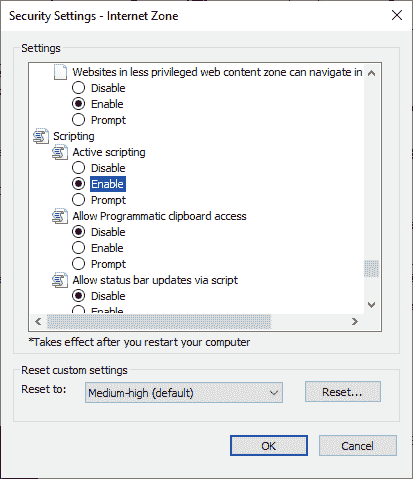 Security Settings - Internet Zone
Settings
Websites in less privileged web content zone can navigate in
Disable
Enable
Prompt
Scripting
Active scripting
Disable
Enable
Prompt
Allow Programmatic clipboard access
Disable
Enable
Prompt
Allow status bar updates via script
Disable
Enable
*Takes effect after you restart your computer
Reset custom settings
Reset to: Medium-high (default) Reset...
OK Cancel